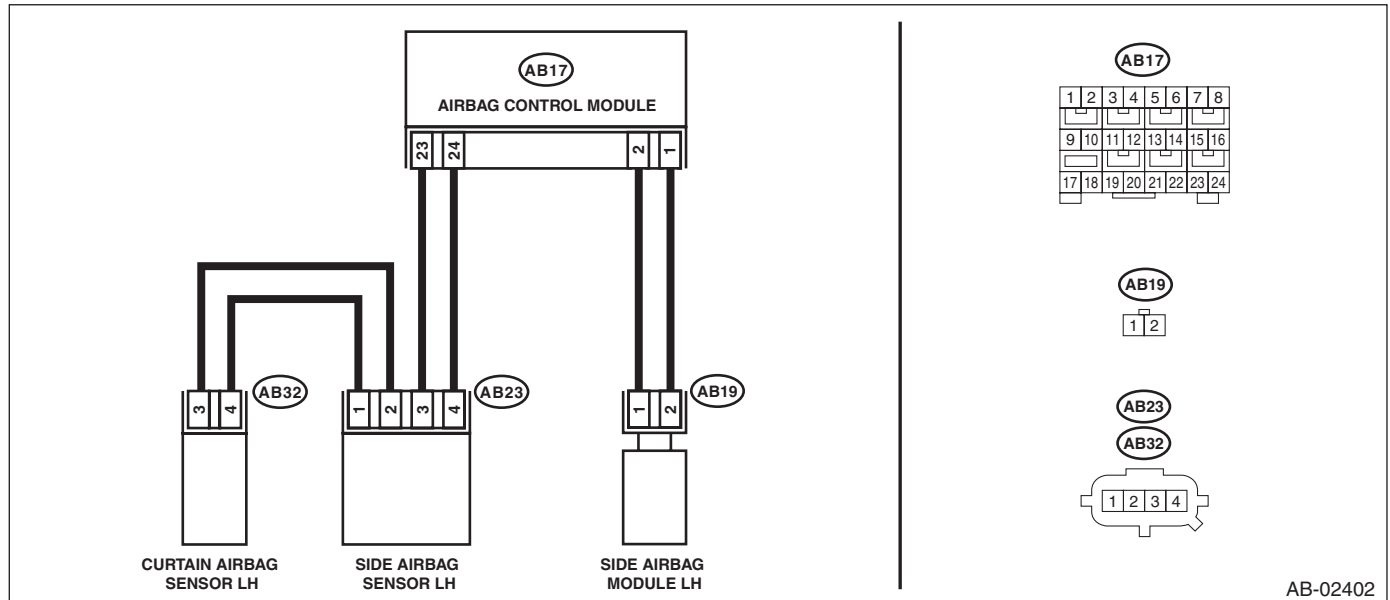 AB17
AIRBAG CONTROL MODULE
23 24 2 1
AB32 AB23 AB19
3 4 1 2 3 4 1 2
CURTAIN AIRBAG
SENSOR LH
SIDE AIRBAG
SENSOR LH
SIDE AIRBAG
MODULE LH
AB17
1 2 3 4 5 6 7 8
9 10 11 12 13 14 15 16
17 18 19 20 21 22 23 24
AB19
1 2
AB23
AB32
1 2 3 4
AB-02402